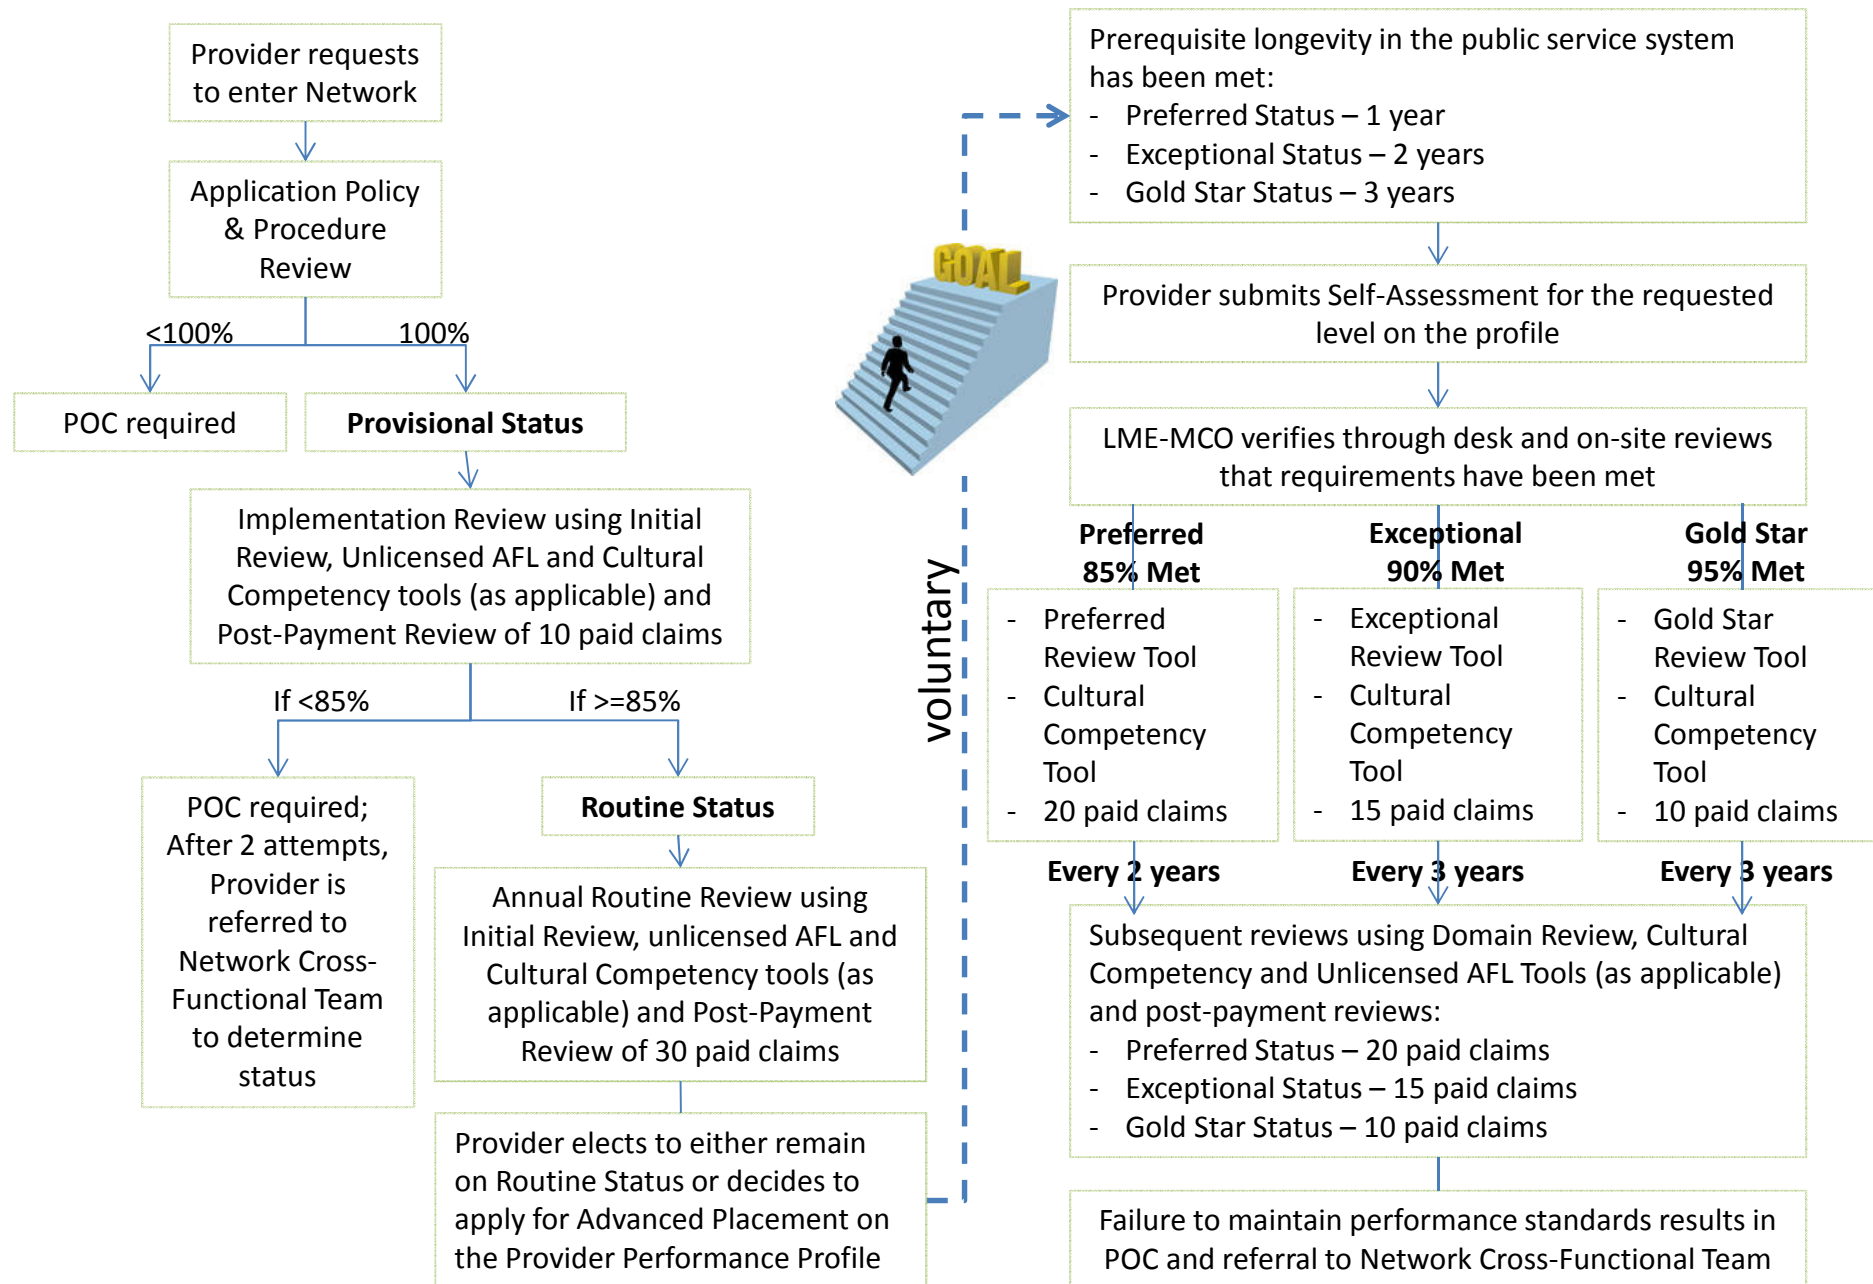 Provider requests
to enter Network
Application Policy
& Procedure
Review
<100%
100%
POC required
Provisional Status
Implementation Review using Initial
Review, Unlicensed AFL and Cultural
Competency tools (as applicable) and
Post-Payment Review of 10 paid claims
If <85%
If >=85%
POC required;
After 2 attempts,
Provider is
referred to
Network Cross-
Functional Team
to determine
status
Routine Status
Annual Routine Review using
Initial Review, unlicensed AFL and
Cultural Competency tools (as
applicable) and Post-Payment
Review of 30 paid claims
Provider elects to either remain
on Routine Status or decides to
apply for Advanced Placement on
the Provider Performance Profile
voluntary
GOAL
Prerequisite longevity in the public service system
has been met:
- Preferred Status – 1 year
- Exceptional Status – 2 years
- Gold Star Status – 3 years
Provider submits Self-Assessment for the requested
level on the profile
LME-MCO verifies through desk and on-site reviews
that requirements have been met
Preferred
85% Met
- Preferred
Review Tool
- Cultural
Competency
Tool
- 20 paid claims
Every 2 years
Exceptional
90% Met
- Exceptional
Review Tool
- Cultural
Competency
Tool
- 15 paid claims
Every 3 years
Gold Star
95% Met
- Gold Star
Review Tool
- Cultural
Competency
Tool
- 10 paid claims
Every 3 years
Subsequent reviews using Domain Review, Cultural
Competency and Unlicensed AFL Tools (as applicable)
and post-payment reviews:
- Preferred Status – 20 paid claims
- Exceptional Status – 15 paid claims
- Gold Star Status – 10 paid claims
Failure to maintain performance standards results in
POC and referral to Network Cross-Functional Team